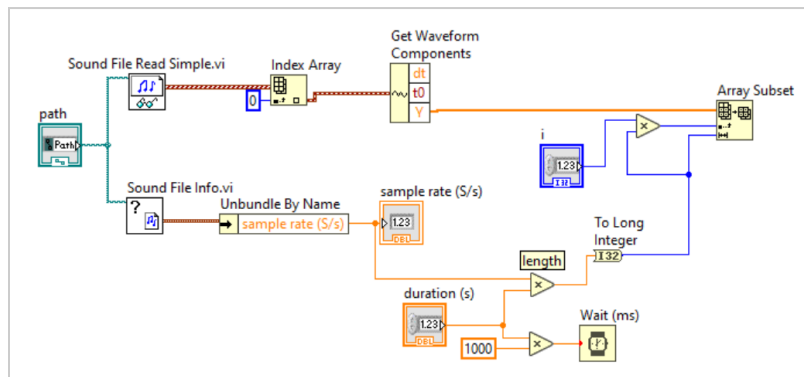 Sound File Read Simple.vi
Index Array
Get Waveform
Components
dt
t0
Y
Array Subset
0
path
Path
i
1.23
I32
Sound File Info.vi
?
Unbundle By Name
sample rate (S/s)
sample rate (S/s)
1.23
DBL
To Long
Integer
I32
length
duration (s)
1.23
DBL
Wait (ms)
1000